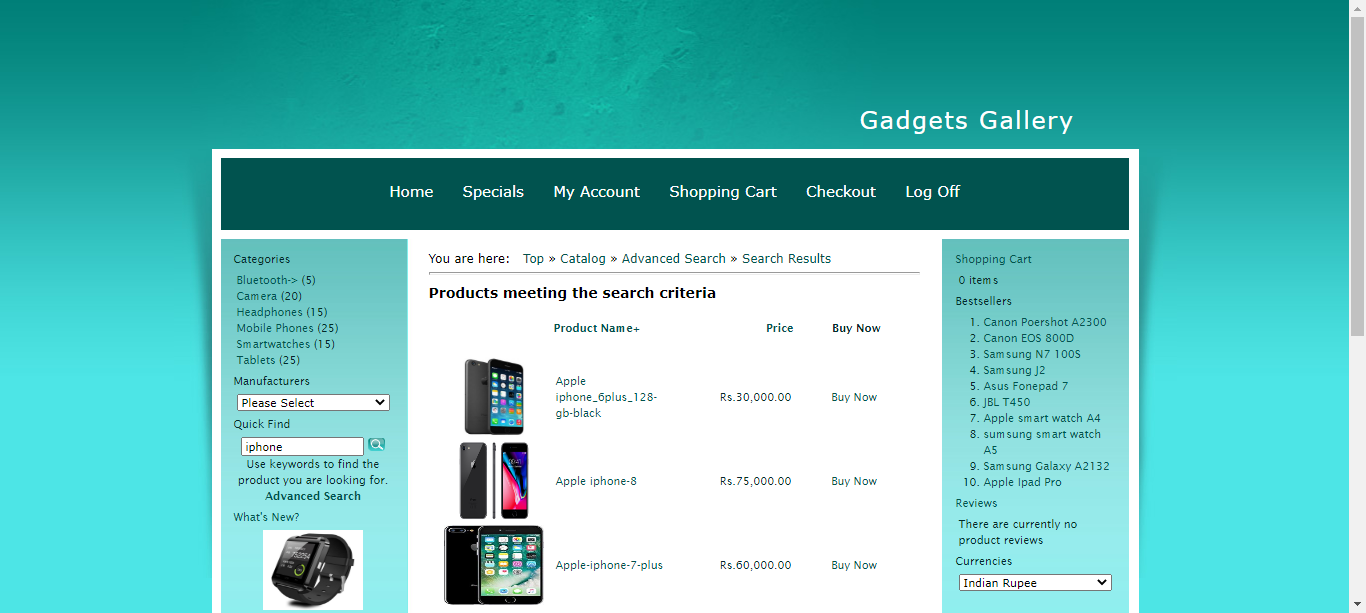 Gadgets Gallery
Home Specials My Account Shopping Cart Checkout Log Off
Categories
Bluetooth-> (5)
Camera (20)
Headphones (15)
Mobile Phones (25)
Smartwatches (15)
Tablets (25)
Manufacturers
Please Select
Quick Find
iphone
Use keywords to find the
product you are looking for.
Advanced Search
What's New?
You are here: Top » Catalog » Advanced Search » Search Results
Products meeting the search criteria
Product Name+ Price Buy Now
Apple
iphone_6plus_128-
gb-black
Rs.30,000.00 Buy Now
Apple iphone-8 Rs.75,000.00 Buy Now
Apple-iphone-7-plus Rs.60,000.00 Buy Now
Shopping Cart
0 items
Bestsellers
1. Canon Poershot A2300
2. Canon EOS 800D
3. Samsung N7 100S
4. Samsung J2
5. Asus Fonepad 7
6. JBL T450
7. Apple smart watch A4
8. sumsung smart watch
A5
9. Samsung Galaxy A2132
10. Apple Ipad Pro
Reviews
There are currently no
product reviews
Currencies
Indian Rupee